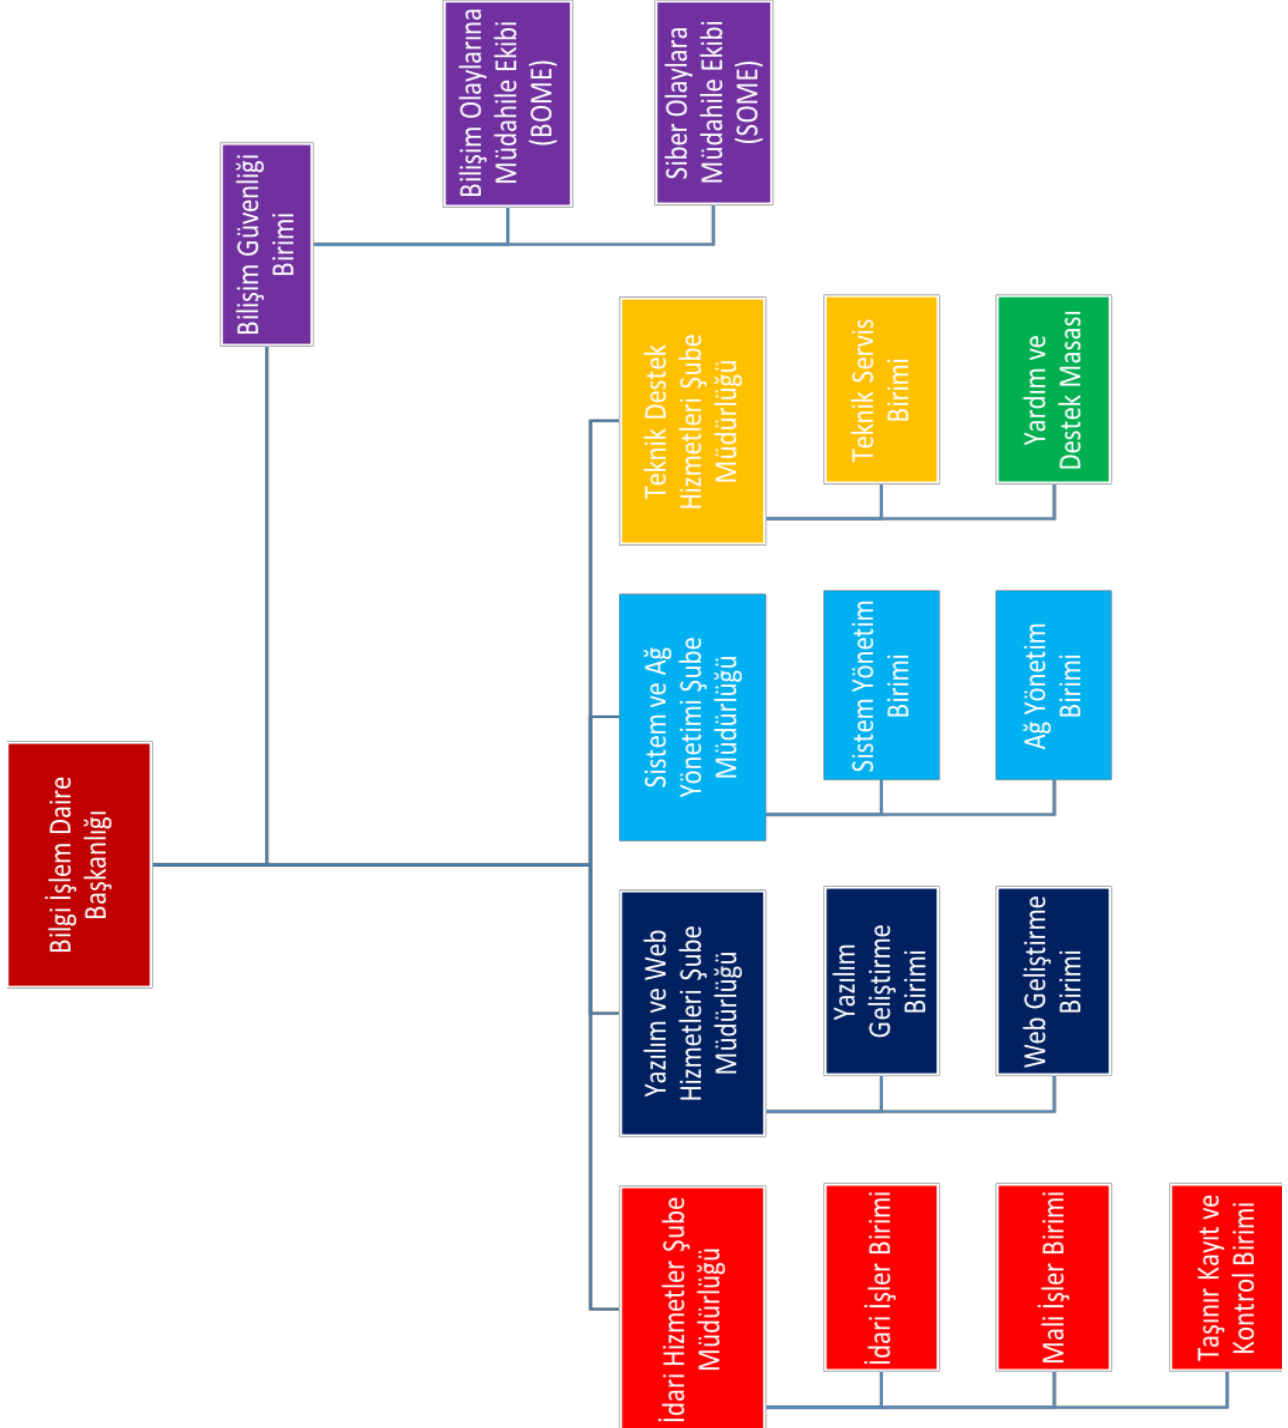 Bilgi İşlem Daire
Başkanlığı
Bilişim Güvenliği
Birimi
Bilişim Olaylarına
Müdahile Ekibi
(BOME)
Siber Olaylara
Müdahile Ekibi
(SOME)
İdari Hizmetler Şube
Müdürlüğü
İdari İşler Birimi
Mali İşler Birimi
Taşınır Kayıt ve
Kontrol Birimi
Yazılım ve Web
Hizmetleri Şube
Müdürlüğü
Yazılım
Geliştirme
Birimi
Web Geliştirme
Birimi
Sistem ve Ağ
Yönetimi Şube
Müdürlüğü
Sistem Yönetim
Birimi
Ağ Yönetim
Birimi
Teknik Destek
Hizmetleri Şube
Müdürlüğü
Teknik Servis
Birimi
Yardım ve
Destek Masası